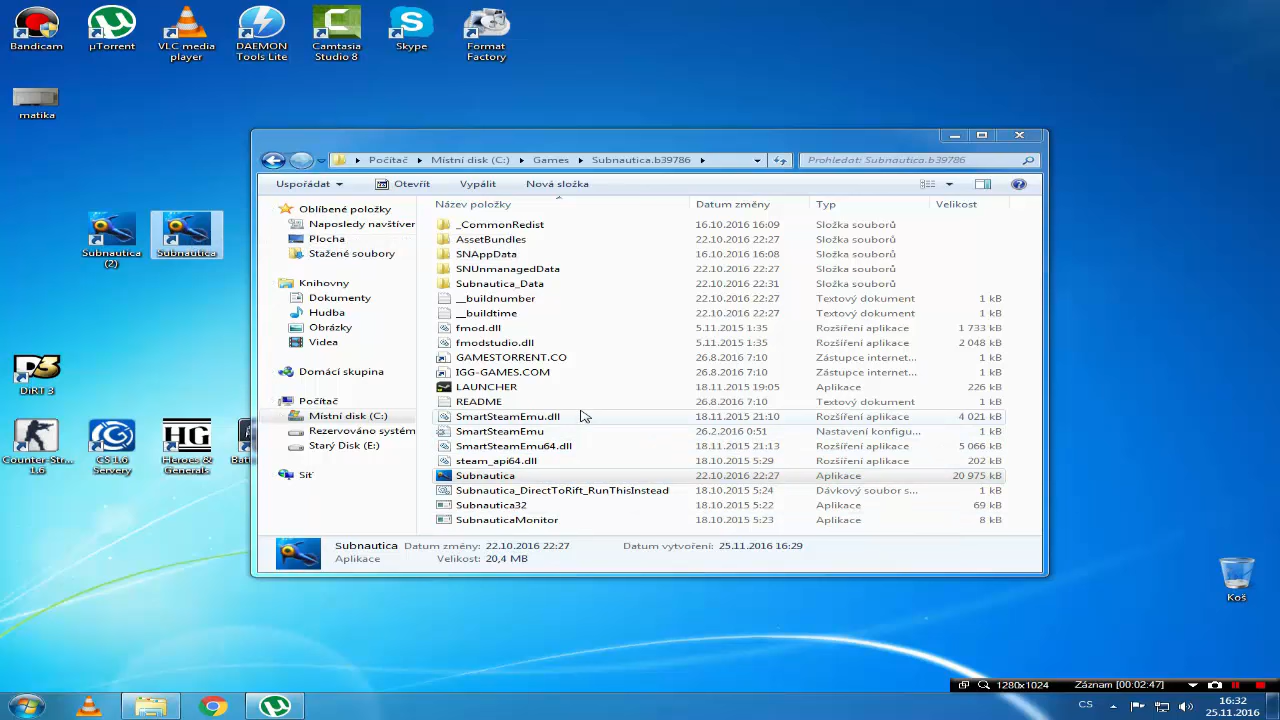 Bandicam
µTorrent
VLC media
player
DAEMON
Tools Lite
Camtasia
Studio 8
Skype
Format
Factory
matika
Subnautica
(2)
Subnautica
DiRT 3
Counter-Str...
1.6
CS 1.6
Servery
Heroes &
Generals
Počítač
Místní disk (C:)
Games
Subnautica.b39786
Prohledat: Subnautica.b39786
Uspořádat
Otevřít
Vypálit
Nová složka
Oblíbené položky
Naposledy navštíven
Plocha
Stažené soubory
Knihovny
Dokumenty
Hudba
Obrázky
Videa
Domácí skupina
Počítač
Místní disk (C:)
Rezervováno systém
Starý Disk (E:)
Síť
Název položky Datum změny Typ Velikost
_CommonRedist 16.10.2016 16:09 Složka souborů
AssetBundles 22.10.2016 22:27 Složka souborů
SNAppData 16.10.2016 16:08 Složka souborů
SNUnmanagedData 22.10.2016 22:27 Složka souborů
Subnautica_Data 22.10.2016 22:31 Složka souborů
__buildnumber 22.10.2016 22:27 Textový dokument 1 kB
__buildtime 22.10.2016 22:27 Textový dokument 1 kB
fmod.dll 5.11.2015 1:35 Rozšíření aplikace 1 733 kB
fmodstudio.dll 5.11.2015 1:35 Rozšíření aplikace 2 048 kB
GAMESTORRENT.CO 26.8.2016 7:10 Zástupce internet... 1 kB
IGG-GAMES.COM 26.8.2016 7:10 Zástupce internet... 1 kB
LAUNCHER 18.11.2015 19:05 Aplikace 226 kB
README 26.8.2016 7:10 Textový dokument 1 kB
SmartSteamEmu.dll 18.11.2015 21:10 Rozšíření aplikace 4 021 kB
SmartSteamEmu 26.2.2016 0:51 Nastavení konfigu... 1 kB
SmartSteamEmu64.dll 18.11.2015 21:13 Rozšíření aplikace 5 066 kB
steam_api64.dll 18.10.2015 5:29 Rozšíření aplikace 202 kB
Subnautica 22.10.2016 22:27 Aplikace 20 975 kB
Subnautica_DirectToRift_RunThisInstead 18.10.2015 5:24 Dávkový soubor s... 1 kB
Subnautica32 18.10.2015 5:22 Aplikace 69 kB
SubnauticaMonitor 18.10.2015 5:23 Aplikace 8 kB
Subnautica Datum změny: 22.10.2016 22:27 Datum vytvoření: 25.11.2016 16:29
Aplikace Velikost: 20,4 MB
Koš
1280x1024 Záznam [00:02:47]
CS
16:32
25.11.2016